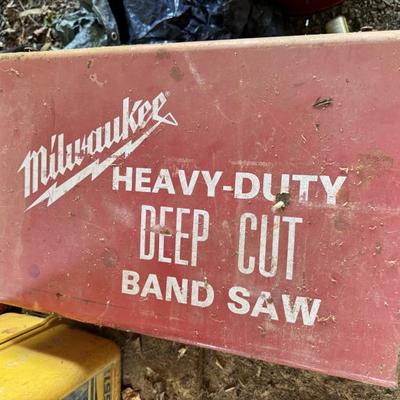 Milwaukee®
HEAVY-DUTY
DEEP CUT
BAND SAW